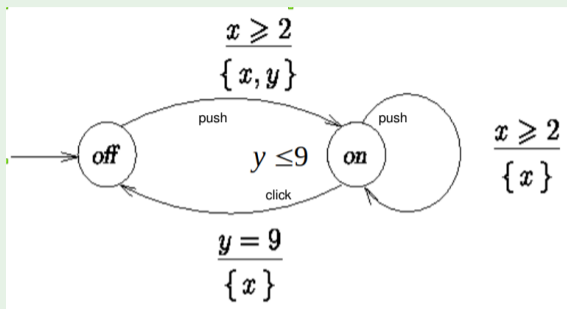 x ⩾ 2
{ x, y }
push
push
off
y ≤9
on
x ⩾ 2
{ x }
click
y = 9
{ x }